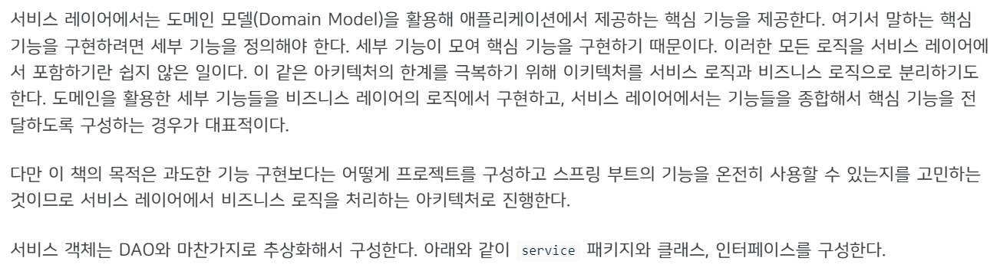 서비스 레이어에서는 도메인 모델(Domain Model)을 활용해 애플리케이션에서 제공하는 핵심 기능을 제공한다. 여기서 말하는 핵심
기능을 구현하려면 세부 기능을 정의해야 한다. 세부 기능이 모여 핵심 기능을 구현하기 때문이다. 이러한 모든 로직을 서비스 레이어에
서 포함하기란 쉽지 않은 일이다. 이 같은 아키텍처의 한계를 극복하기 위해 이키텍처를 서비스 로직과 비즈니스 로직으로 분리하기도
한다. 도메인을 활용한 세부 기능들을 비즈니스 레이어의 로직에서 구현하고, 서비스 레이어에서는 기능들을 종합해서 핵심 기능을 전
달하도록 구성하는 경우가 대표적이다.
다만 이 책의 목적은 과도한 기능 구현보다는 어떻게 프로젝트를 구성하고 스프링 부트의 기능을 온전히 사용할 수 있는지를 고민하는
것이므로 서비스 레이어에서 비즈니스 로직을 처리하는 아키텍처로 진행한다.
서비스 객체는 DAO와 마찬가지로 추상화해서 구성한다. 아래와 같이 service 패키지와 클래스, 인터페이스를 구성한다.